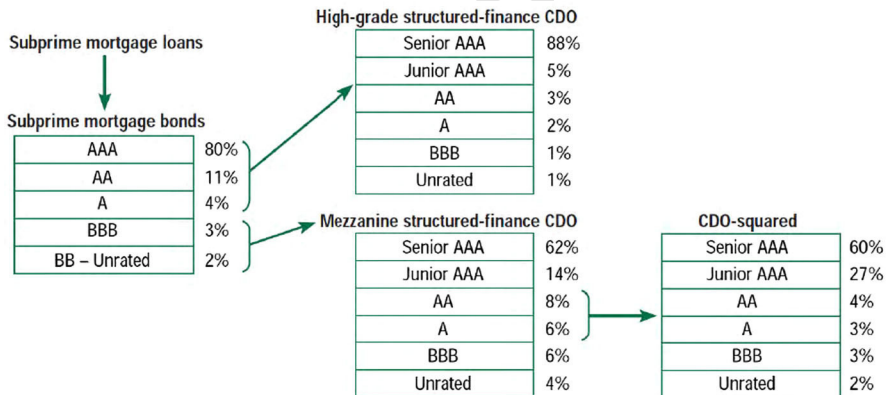 High-grade structured-finance CDO
Senior AAA 88%
Junior AAA 5%
AA 3%
A 2%
BBB 1%
Unrated 1%
Subprime mortgage loans
Subprime mortgage bonds
AAA 80%
AA 11%
A 4%
BBB 3%
BB – Unrated 2%
Mezzanine structured-finance CDO
Senior AAA 62%
Junior AAA 14%
AA 8%
A 6%
BBB 6%
Unrated 4%
CDO-squared
Senior AAA 60%
Junior AAA 27%
AA 4%
A 3%
BBB 3%
Unrated 2%